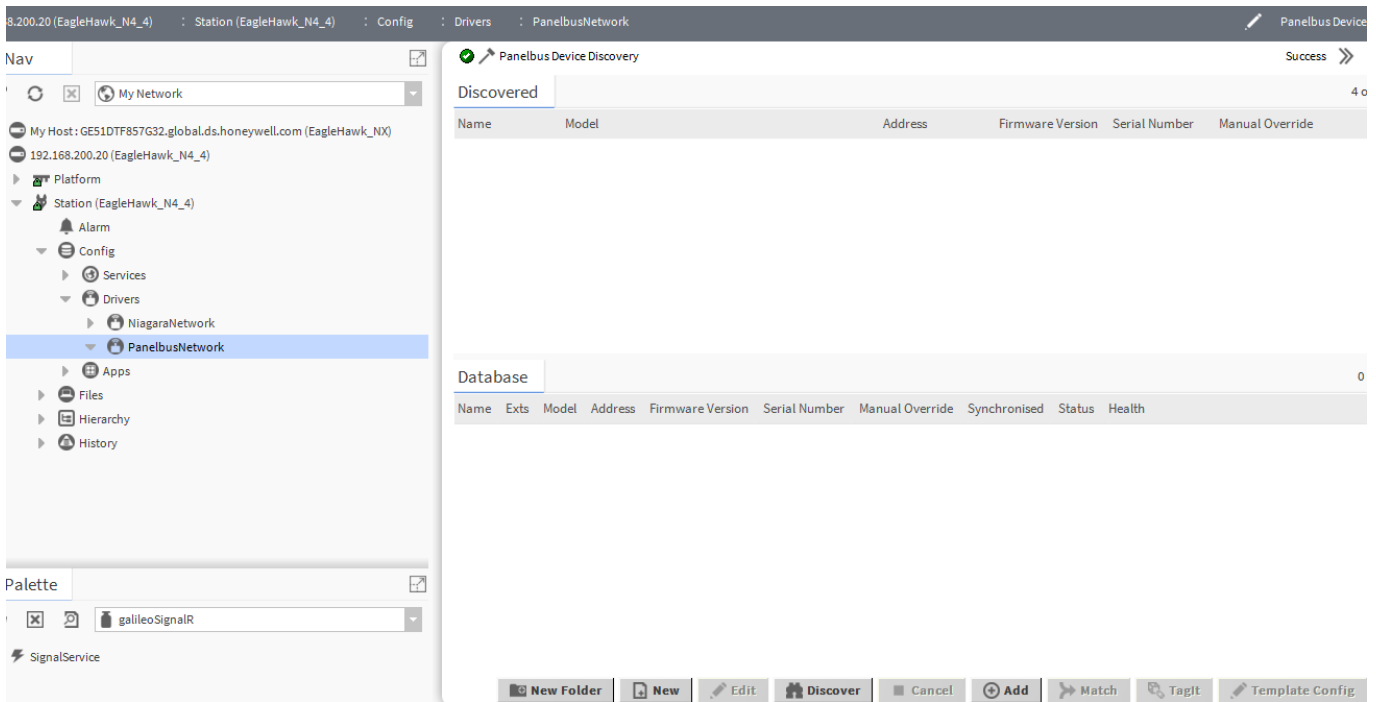 8.200.20 (EagleHawk_N4_4) : Station (EagleHawk_N4_4) : Config : Drivers : PanelbusNetwork Panelbus Device
Nav
My Network
My Host : GE51DTF857G32.global.ds.honeywell.com (EagleHawk_NX)
192.168.200.20 (EagleHawk_N4_4)
Platform
Station (EagleHawk_N4_4)
Alarm
Config
Services
Drivers
NiagaraNetwork
PanelbusNetwork
Apps
Files
Hierarchy
History
Palette
galileoSignalR
SignalService
Panelbus Device Discovery Success
Discovered 4 o
Name Model Address Firmware Version Serial Number Manual Override
Database 0
Name Exts Model Address Firmware Version Serial Number Manual Override Synchronised Status Health
New Folder New Edit Discover Cancel Add Match TagIt Template Config